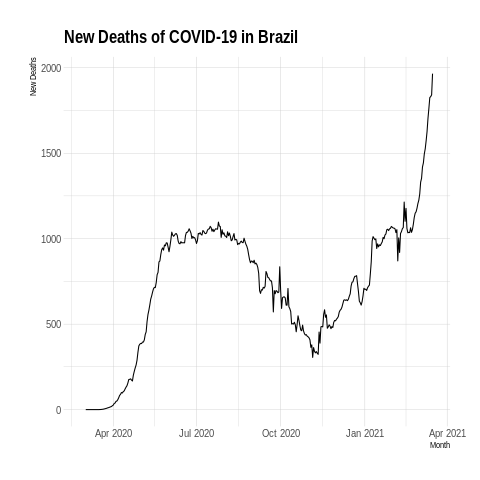 New Deaths of COVID-19 in Brazil
New Deaths
2000
1500
1000
500
0
Apr 2020 Jul 2020 Oct 2020 Jan 2021 Apr 2021
Month